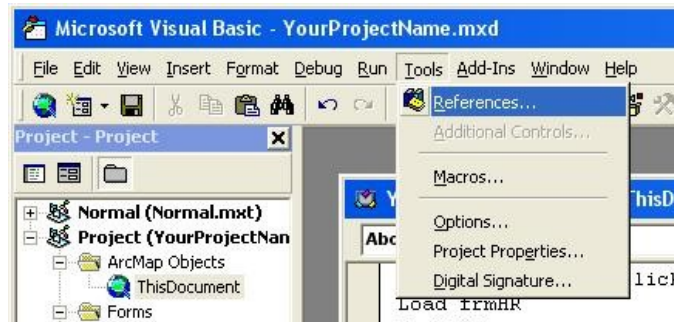 Microsoft Visual Basic - YourProjectName.mxd
File Edit View Insert Format Debug Run Tools Add-Ins Window Help
References...
Project - Project
Additional Controls...
Macros...
Normal (Normal.mxt)
Options...
Project (YourProjectNan
Project Properties...
ArcMap Objects
Digital Signature...
ThisDocument
Load frmHR
Forms